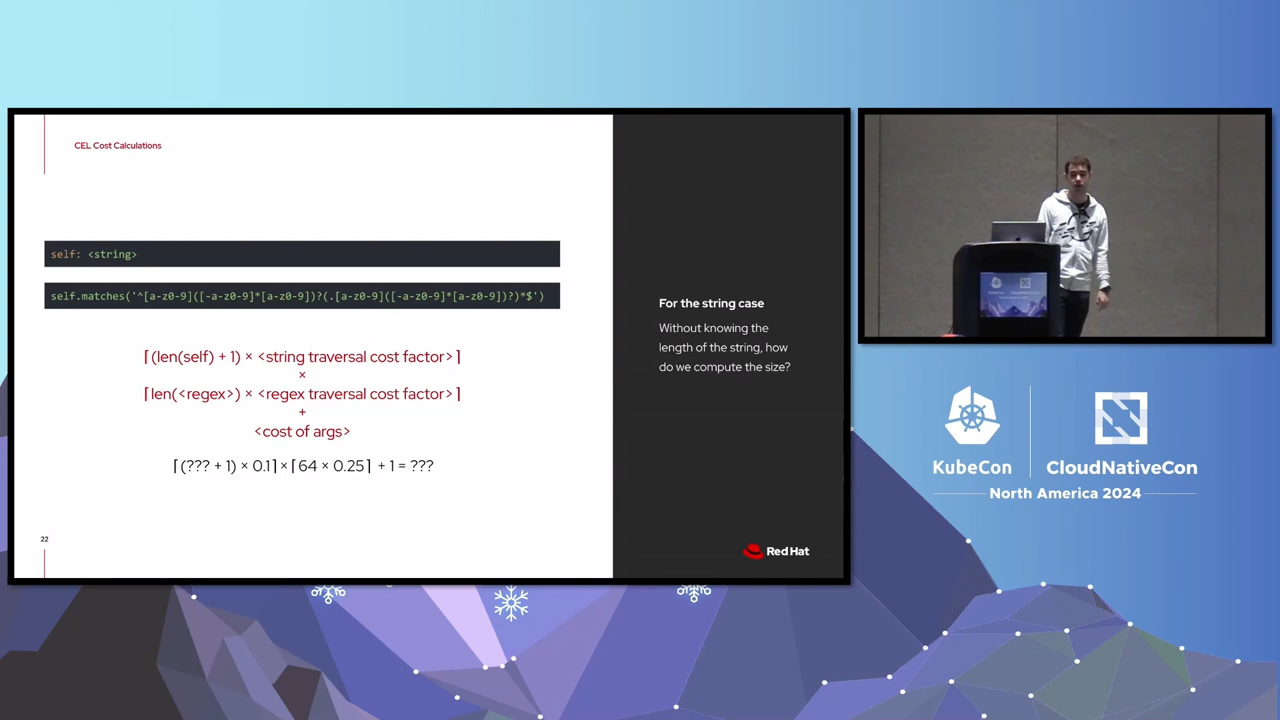 CEL Cost Calculations
self: <string>
self.matches('^[a-z0-9]([-a-z0-9]*[a-z0-9])?(.[a-z0-9]([-a-z0-9]*[a-z0-9])?)*$')
⌈(len(self) + 1) × <string traversal cost factor>⌉
×
⌈len(<regex>) × <regex traversal cost factor>⌉
+
<cost of args>
⌈(??? + 1) × 0.1⌉ × ⌈64 × 0.25⌉ + 1 = ???
22
For the string case
Without knowing the
length of the string, how
do we compute the size?
Red Hat
KubeCon
CloudNativeCon
North America 2024